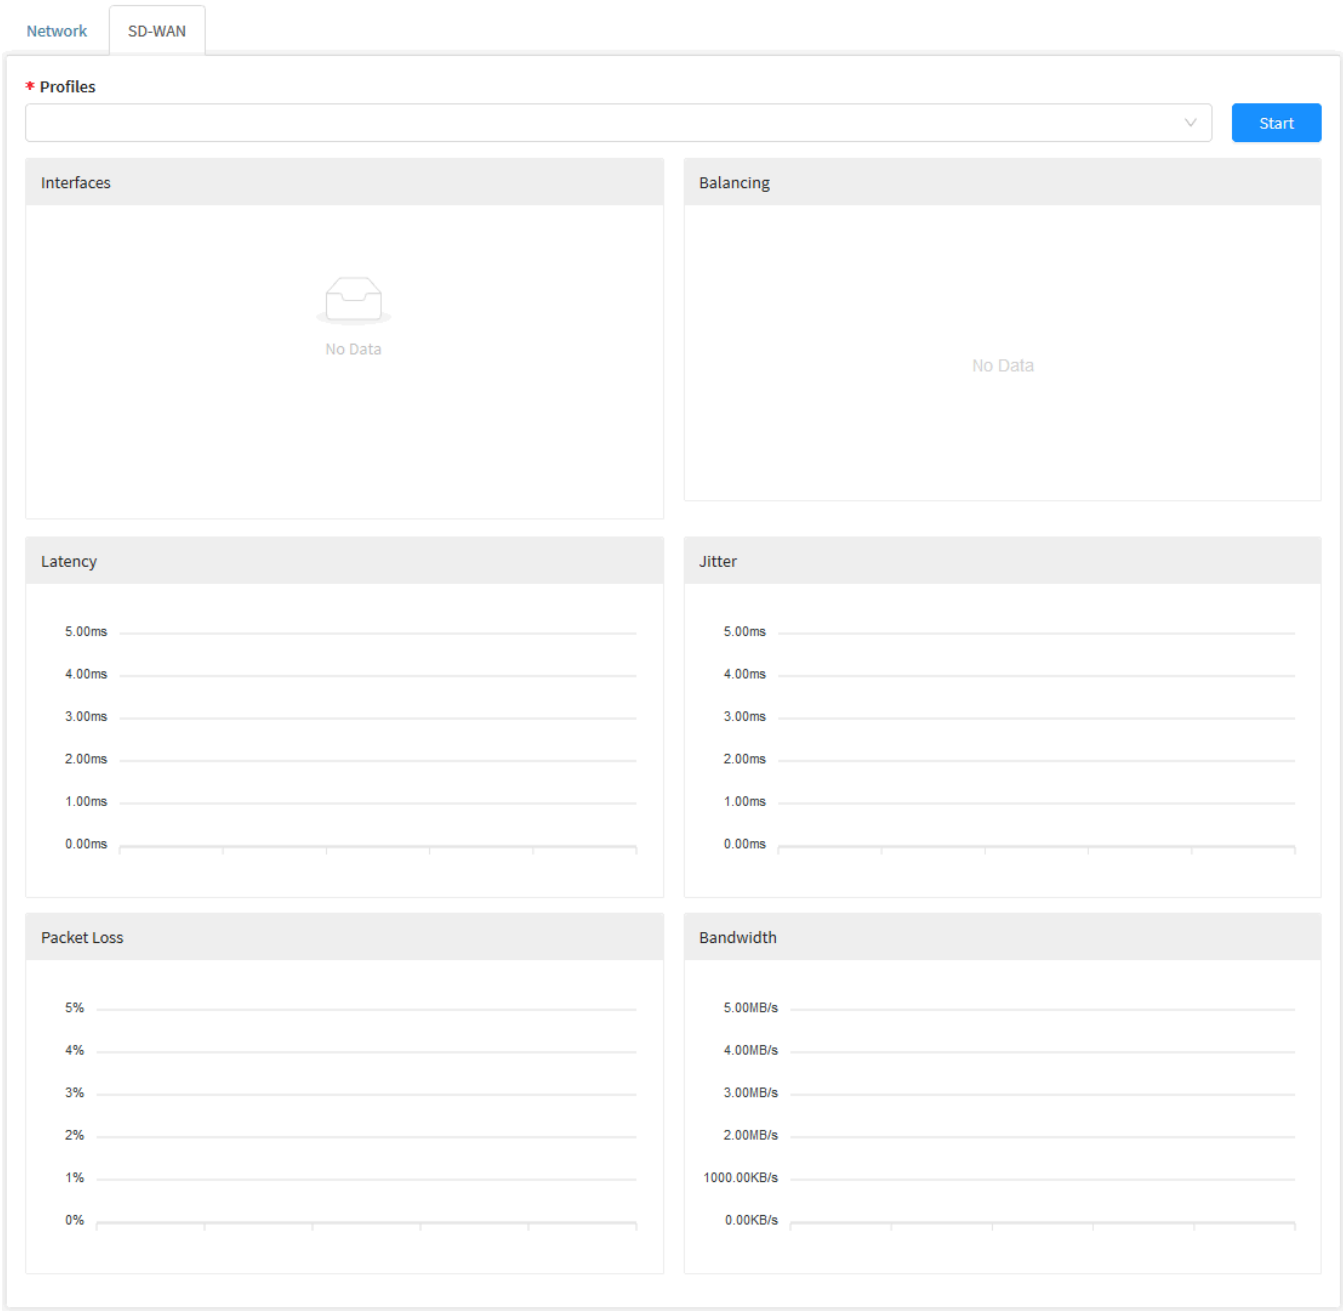 Network
SD-WAN
* Profiles
Start
Interfaces
No Data
Balancing
No Data
Latency
5.00ms
4.00ms
3.00ms
2.00ms
1.00ms
0.00ms
Jitter
5.00ms
4.00ms
3.00ms
2.00ms
1.00ms
0.00ms
Packet Loss
5%
4%
3%
2%
1%
0%
Bandwidth
5.00MB/s
4.00MB/s
3.00MB/s
2.00MB/s
1000.00KB/s
0.00KB/s